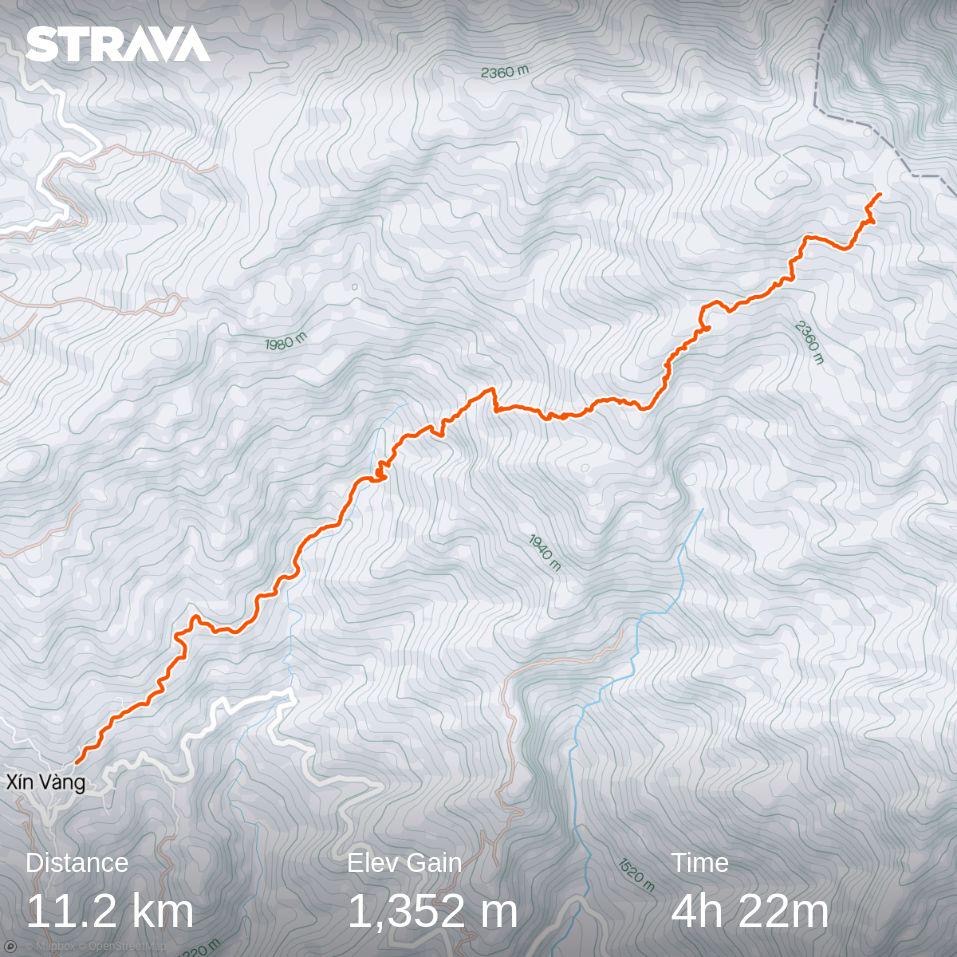 STRAVA
2360 m
1980 m
2360 m
1940 m
Xín Vàng
1520 m
Distance
Elev Gain
Time
11.2 km
1,352 m
4h 22m
© Mapbox © OpenStreetMap